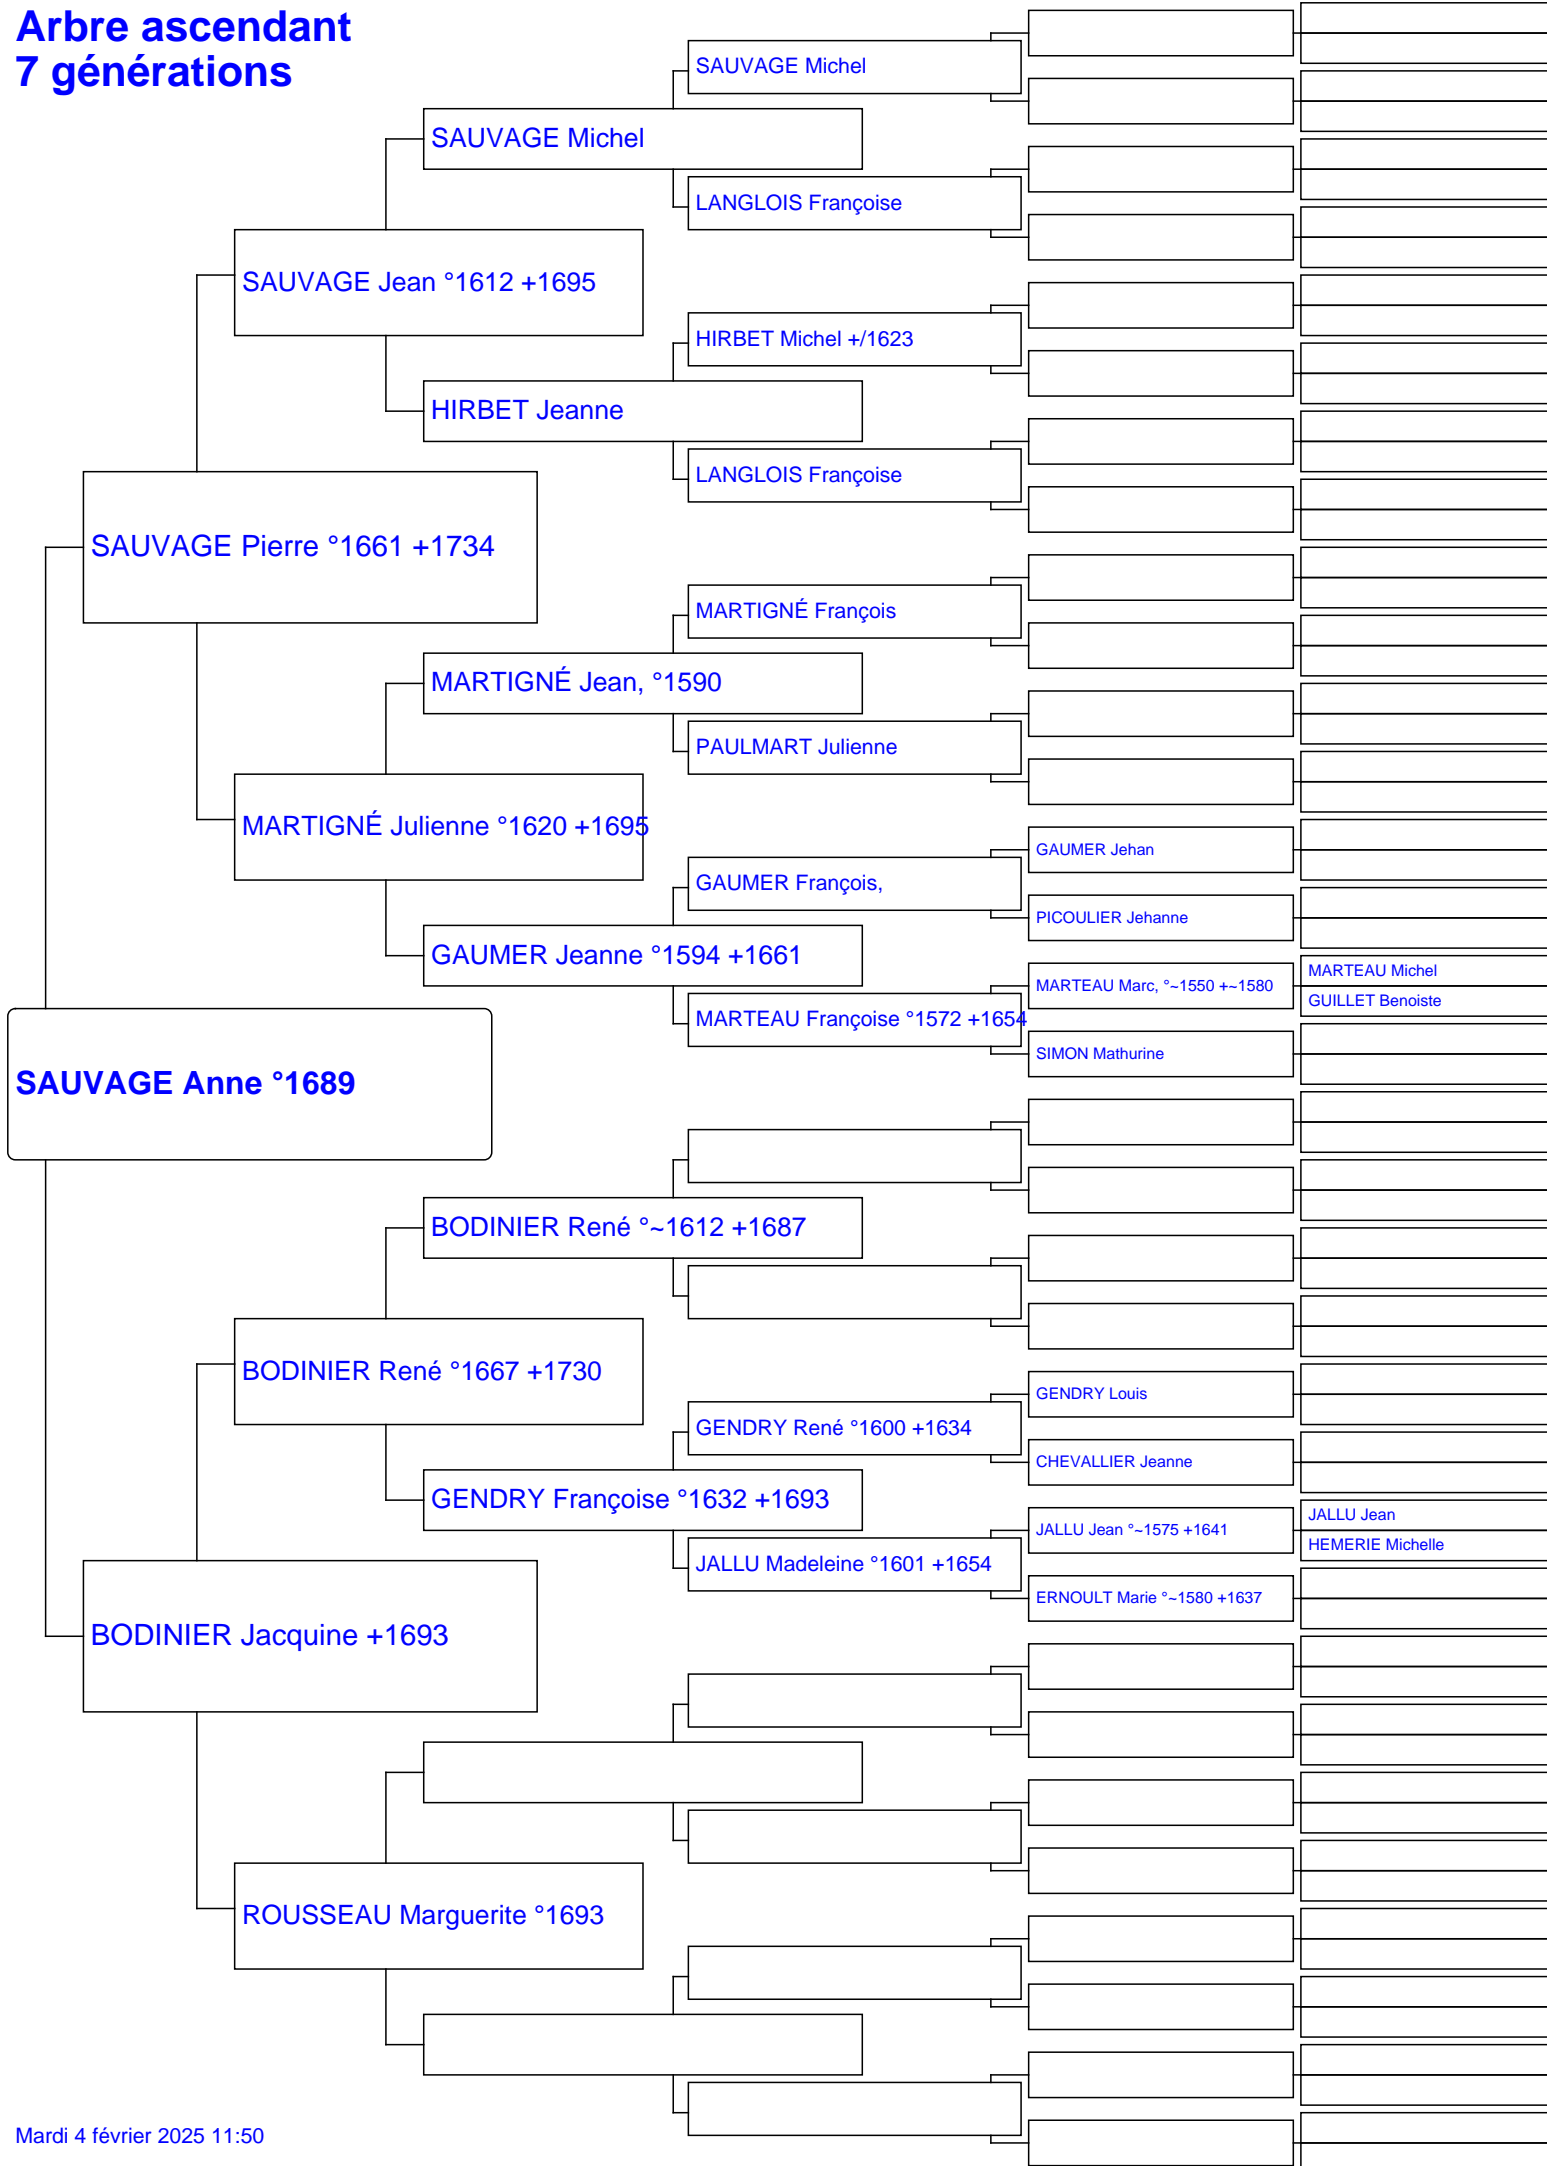 Arbre ascendant
7 générations
SAUVAGE Michel
SAUVAGE Michel
LANGLOIS Françoise
SAUVAGE Jean °1612 +1695
HIRBET Michel +/1623
HIRBET Jeanne
LANGLOIS Françoise
SAUVAGE Pierre °1661 +1734
MARTIGNÉ François
MARTIGNÉ Jean, °1590
PAULMART Julienne
MARTIGNÉ Julienne °1620 +1695
GAUMER Jehan
GAUMER François,
PICOULIER Jehanne
GAUMER Jeanne °1594 +1661
MARTEAU Michel
MARTEAU Marc, °~1550 +~1580
GUILLET Benoiste
MARTEAU Françoise °1572 +1654
SIMON Mathurine
SAUVAGE Anne °1689
BODINIER René °~1612 +1687
BODINIER René °1667 +1730
GENDRY Louis
GENDRY René °1600 +1634
CHEVALLIER Jeanne
GENDRY Françoise °1632 +1693
JALLU Jean
JALLU Jean °~1575 +1641
HEMERIE Michelle
JALLU Madeleine °1601 +1654
ERNOULT Marie °~1580 +1637
BODINIER Jacquine +1693
ROUSSEAU Marguerite °1693
Mardi 4 février 2025 11:50